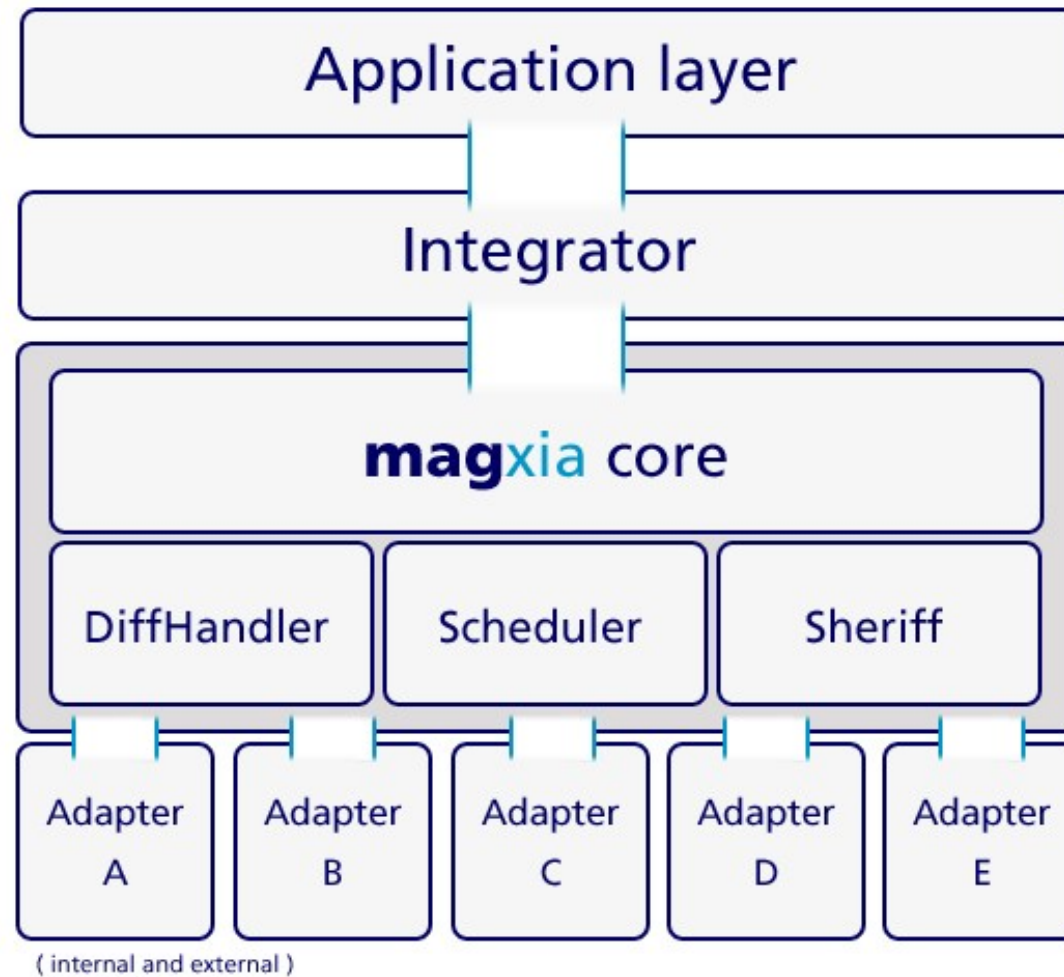 Application layer
Integrator
magxia core
DiffHandler Scheduler Sheriff
Adapter Adapter Adapter Adapter Adapter
A B C D E
( internal and external )